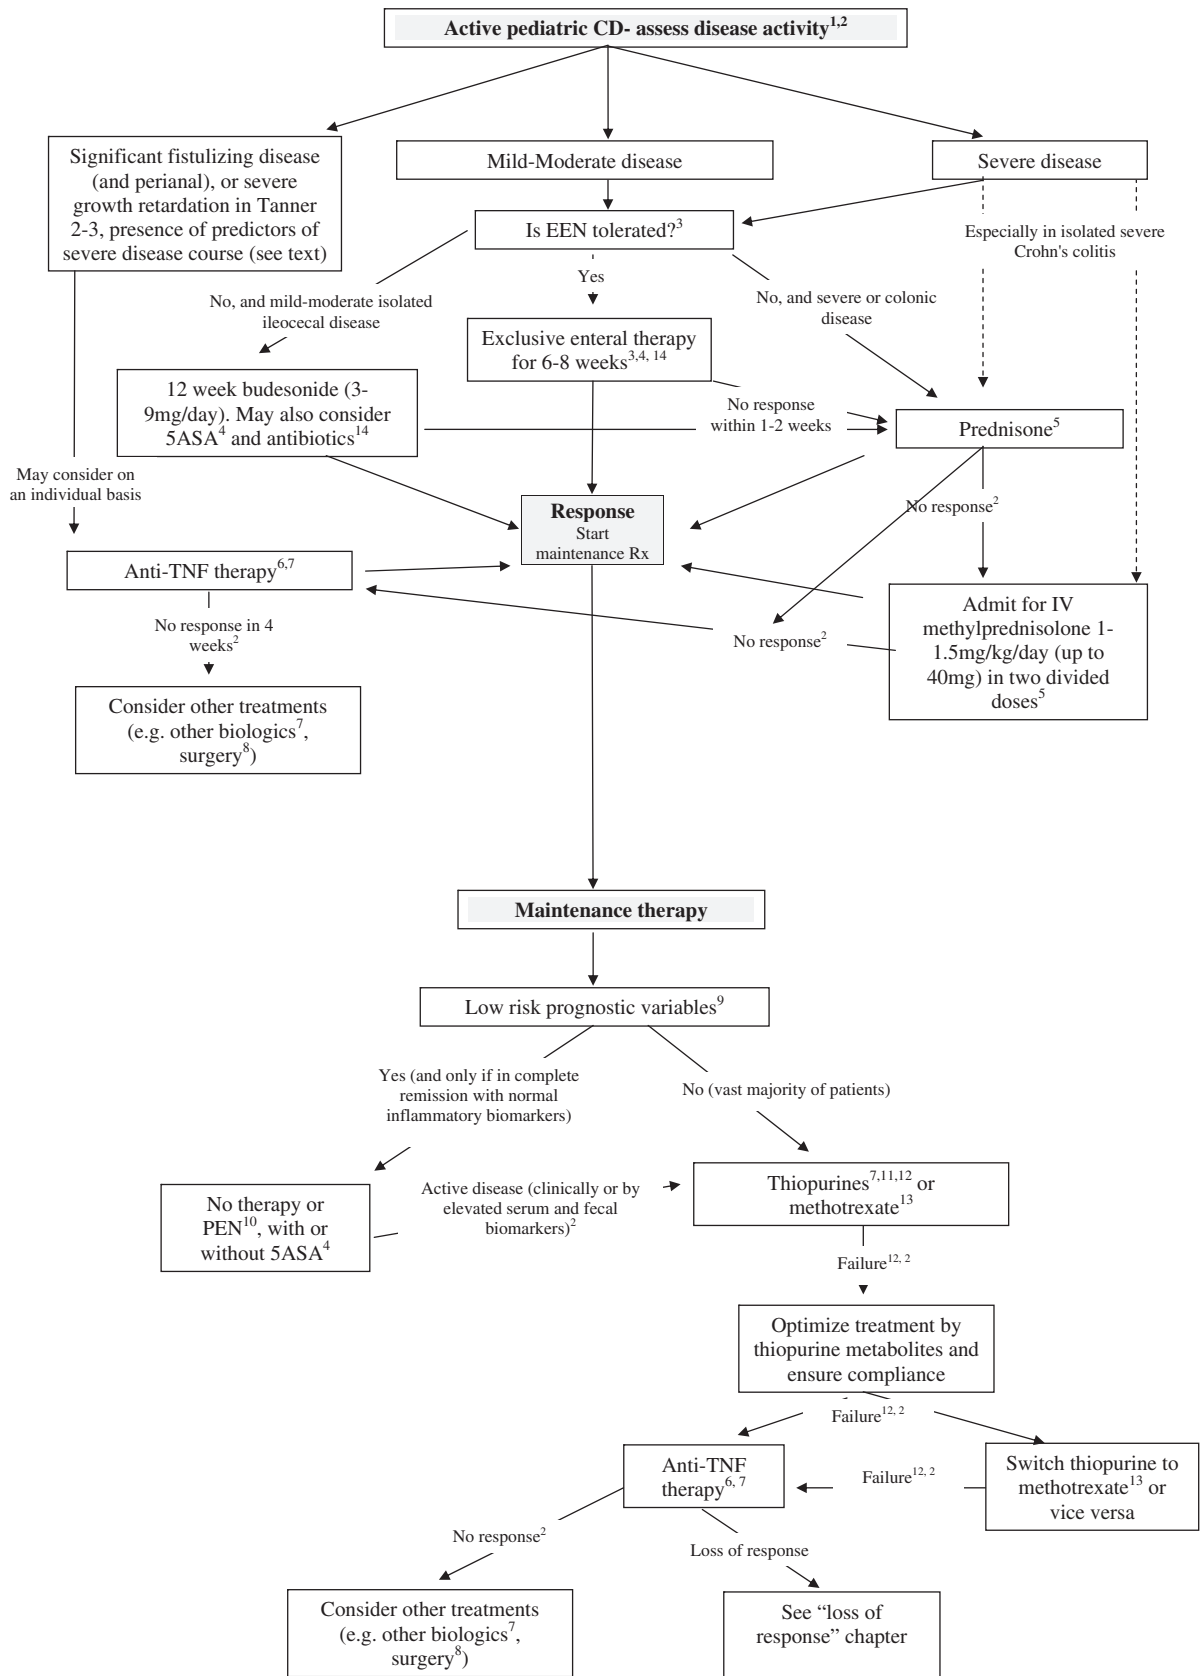 Active pediatric CD- assess disease activity1,2
Significant fistulizing disease
(and perianal), or severe
growth retardation in Tanner
2-3, presence of predictors of
severe disease course (see text)
Mild-Moderate disease
Severe disease
Is EEN tolerated?3
Especially in isolated severe
Crohn's colitis
Yes
No, and mild-moderate isolated
ileocecal disease
No, and severe or colonic
disease
Exclusive enteral therapy
for 6-8 weeks3,4, 14
12 week budesonide (3-
9mg/day). May also consider
5ASA4 and antibiotics14
No response
within 1-2 weeks
Prednisone5
May consider on
an individual basis
Response
Start
maintenance Rx
No response2
Anti-TNF therapy6,7
No response in 4
weeks2
No response2
Admit for IV
methylprednisolone 1-
1.5mg/kg/day (up to
40mg) in two divided
doses5
Consider other treatments
(e.g. other biologics7,
surgery8)
Maintenance therapy
Low risk prognostic variables9
Yes (and only if in complete
remission with normal
inflammatory biomarkers)
No (vast majority of patients)
No therapy or
PEN10, with or
without 5ASA4
Active disease (clinically or by
elevated serum and fecal
biomarkers)2
Thiopurines7,11,12 or
methotrexate13
Failure12, 2
Optimize treatment by
thiopurine metabolites and
ensure compliance
Failure12, 2
Anti-TNF
therapy6, 7
Failure12, 2
Switch thiopurine to
methotrexate13 or
vice versa
No response2
Loss of response
Consider other treatments
(e.g. other biologics7,
surgery8)
See “loss of
response” chapter